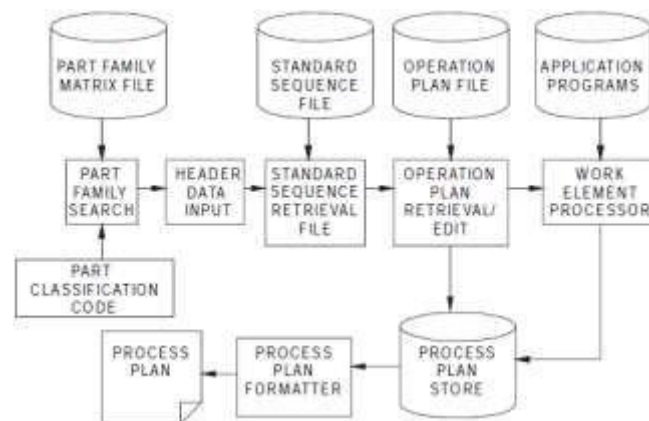 PART FAMILY
MATRIX FILE
STANDARD
SEQUENCE
FILE
OPERATION
PLAN FILE
APPLICATION
PROGRAMS
PART
FAMILY
SEARCH
HEADER
DATA
INPUT
STANDARD
SEQUENCE
RETRIEVAL
FILE
OPERATION
PLAN
RETRIEVAL/
EDIT
WORK
ELEMENT
PROCESSOR
PART
CLASSIFICATION
CODE
PROCESS
PLAN
PROCESS
PLAN
FORMATTER
PROCESS
PLAN
STORE